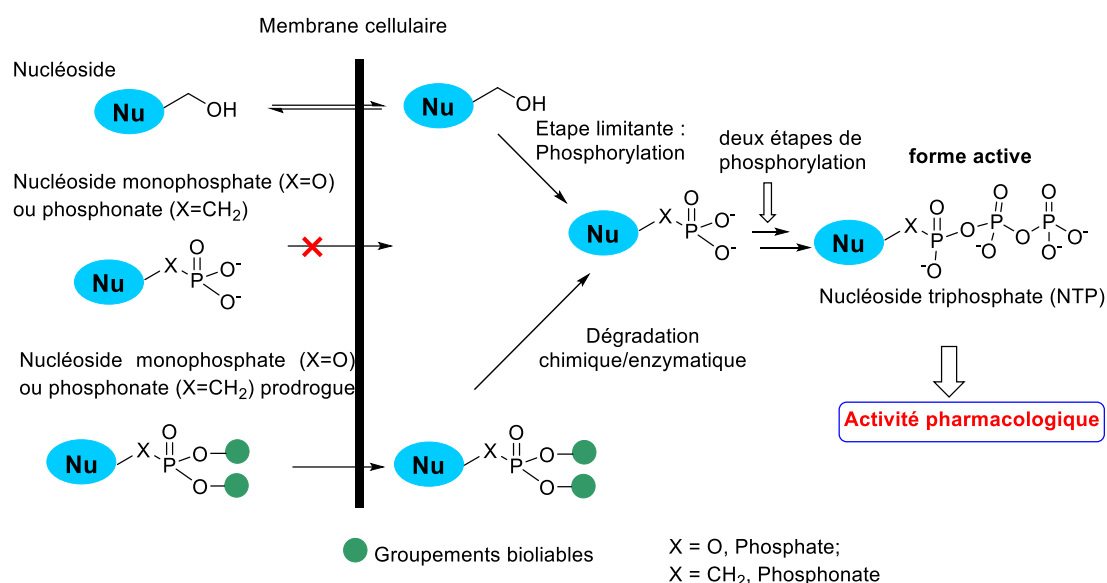 Membrane cellulaire
Nucléoside
Nu
OH
Nu
OH
Etape limitante :
Phosphorylation
deux étapes de
phosphorylation
forme active
Nucléoside monophosphate (X=O)
ou phosphonate (X=CH2)
Nu
X
P
O
O-
O-
Nu
X
P
O
O-
O-
Nu
X
P
O
-O
O
P
O
-O
O
P
O
-O
O-
Nucléoside triphosphate (NTP)
Nucléoside monophosphate (X=O)
ou phosphonate (X=CH2) prodrogue
Dégradation
chimique/enzymatique
Activité pharmacologique
Nu
X
P
O
O
O
Nu
X
P
O
O
O
Groupements bioliables
X = O, Phosphate;
X = CH2, Phosphonate